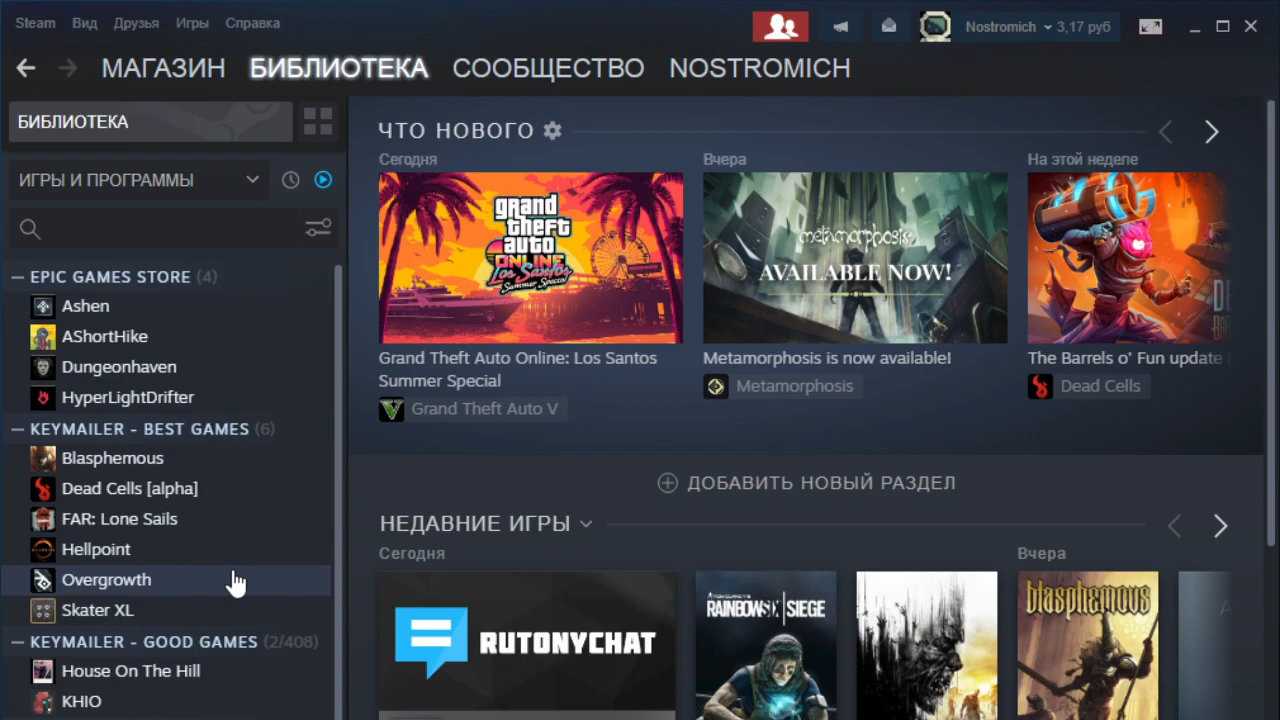 Steam Вид Друзья Игры Справка
Nostromich 3,17 руб
МАГАЗИН БИБЛИОТЕКА СООБЩЕСТВО NOSTROMICH
БИБЛИОТЕКА
ИГРЫ И ПРОГРАММЫ
— EPIC GAMES STORE (4)
Ashen
AShortHike
Dungeonhaven
HyperLightDrifter
— KEYMAILER - BEST GAMES (6)
Blasphemous
Dead Cells [alpha]
FAR: Lone Sails
Hellpoint
Overgrowth
Skater XL
— KEYMAILER - GOOD GAMES (2/408)
House On The Hill
KHIO
ЧТО НОВОГО
Сегодня
grand
theft
auto
ONLINE
Los Santos
Summer Special
Grand Theft Auto Online: Los Santos
Summer Special
Grand Theft Auto V
Вчера
metamorphosis
AVAILABLE NOW!
Metamorphosis is now available!
Metamorphosis
На этой неделе
The Barrels o' Fun update
Dead Cells
ДОБАВИТЬ НОВЫЙ РАЗДЕЛ
НЕДАВНИЕ ИГРЫ
Сегодня
RUTONYCHAT
TOM CLANCY'S
RAINBOW SIX | SIEGE
Вчера
blasphemous